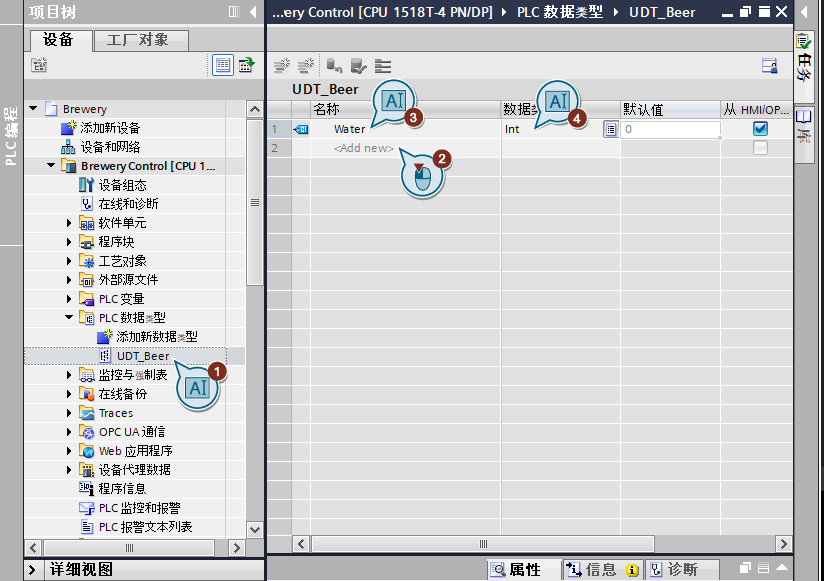 项目树
...ery Control [CPU 1518T-4 PN/DP] PLC 数据类型 UDT_Beer
设备
工厂对象
UDT_Beer
名称
数据类
默认值
从 HMI/OP...
1
Water
Int
0
2
<Add new>
AI
3
AI
4
2
PLC 编程
Brewery
添加新设备
设备和网络
Brewery Control [CPU 1...
设备组态
在线和诊断
软件单元
程序块
工艺对象
外部源文件
PLC 变量
PLC 数据类型
添加新数据类型
UDT_Beer
监控与强制表
在线备份
Traces
OPC UA 通信
Web 应用程序
设备代理数据
程序信息
PLC 监控和报警
PLC 报警文本列表
AI
1
任务
库
详细视图
属性
信息
诊断